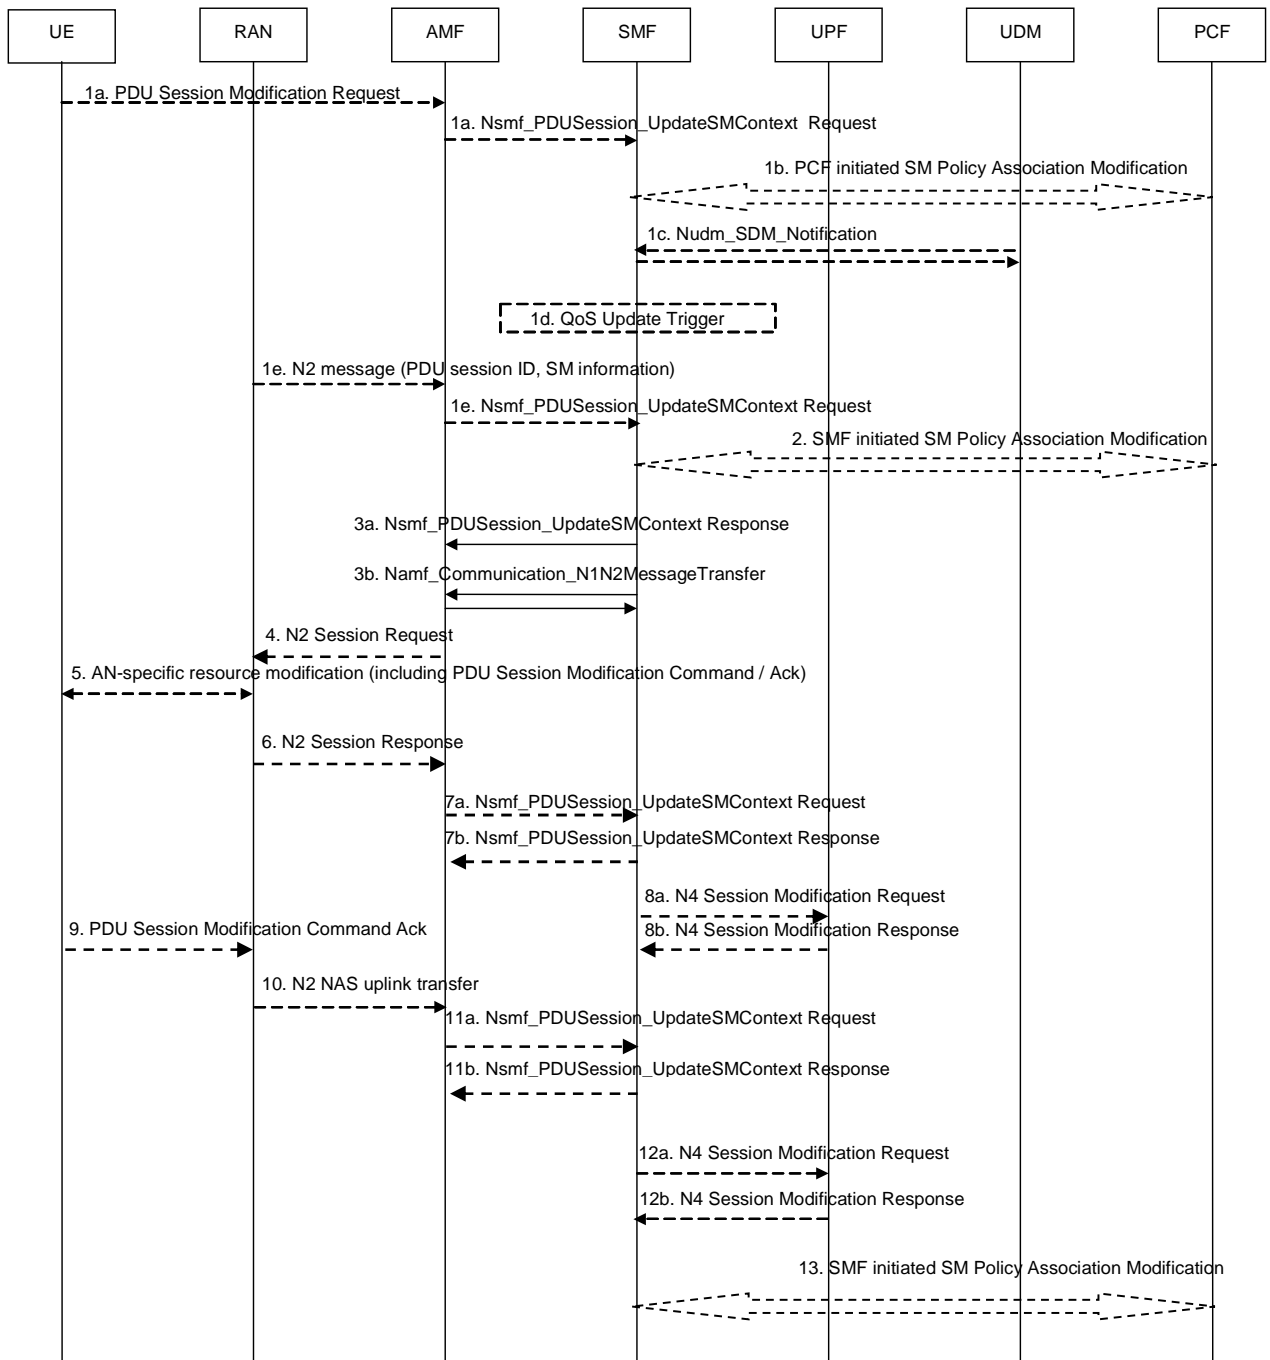 UE
RAN
AMF
SMF
UPF
UDM
PCF
1a. PDU Session Modification Request
1a. Nsmf_PDUSession_UpdateSMContext  Request
1b. PCF initiated SM Policy Association Modification
1c. Nudm_SDM_Notification
1d. QoS Update Trigger
1e. N2 message (PDU session ID, SM information)
1e. Nsmf_PDUSession_UpdateSMContext Request
2. SMF initiated SM Policy Association Modification
3a. Nsmf_PDUSession_UpdateSMContext Response
3b. Namf_Communication_N1N2MessageTransfer
4. N2 Session Request
5. AN-specific resource modification (including PDU Session Modification Command / Ack)
6. N2 Session Response
7a. Nsmf_PDUSession_UpdateSMContext Request
7b. Nsmf_PDUSession_UpdateSMContext Response
8a. N4 Session Modification Request
9. PDU Session Modification Command Ack
8b. N4 Session Modification Response
10. N2 NAS uplink transfer
11a. Nsmf_PDUSession_UpdateSMContext Request
11b. Nsmf_PDUSession_UpdateSMContext Response
12a. N4 Session Modification Request
12b. N4 Session Modification Response
13. SMF initiated SM Policy Association Modification